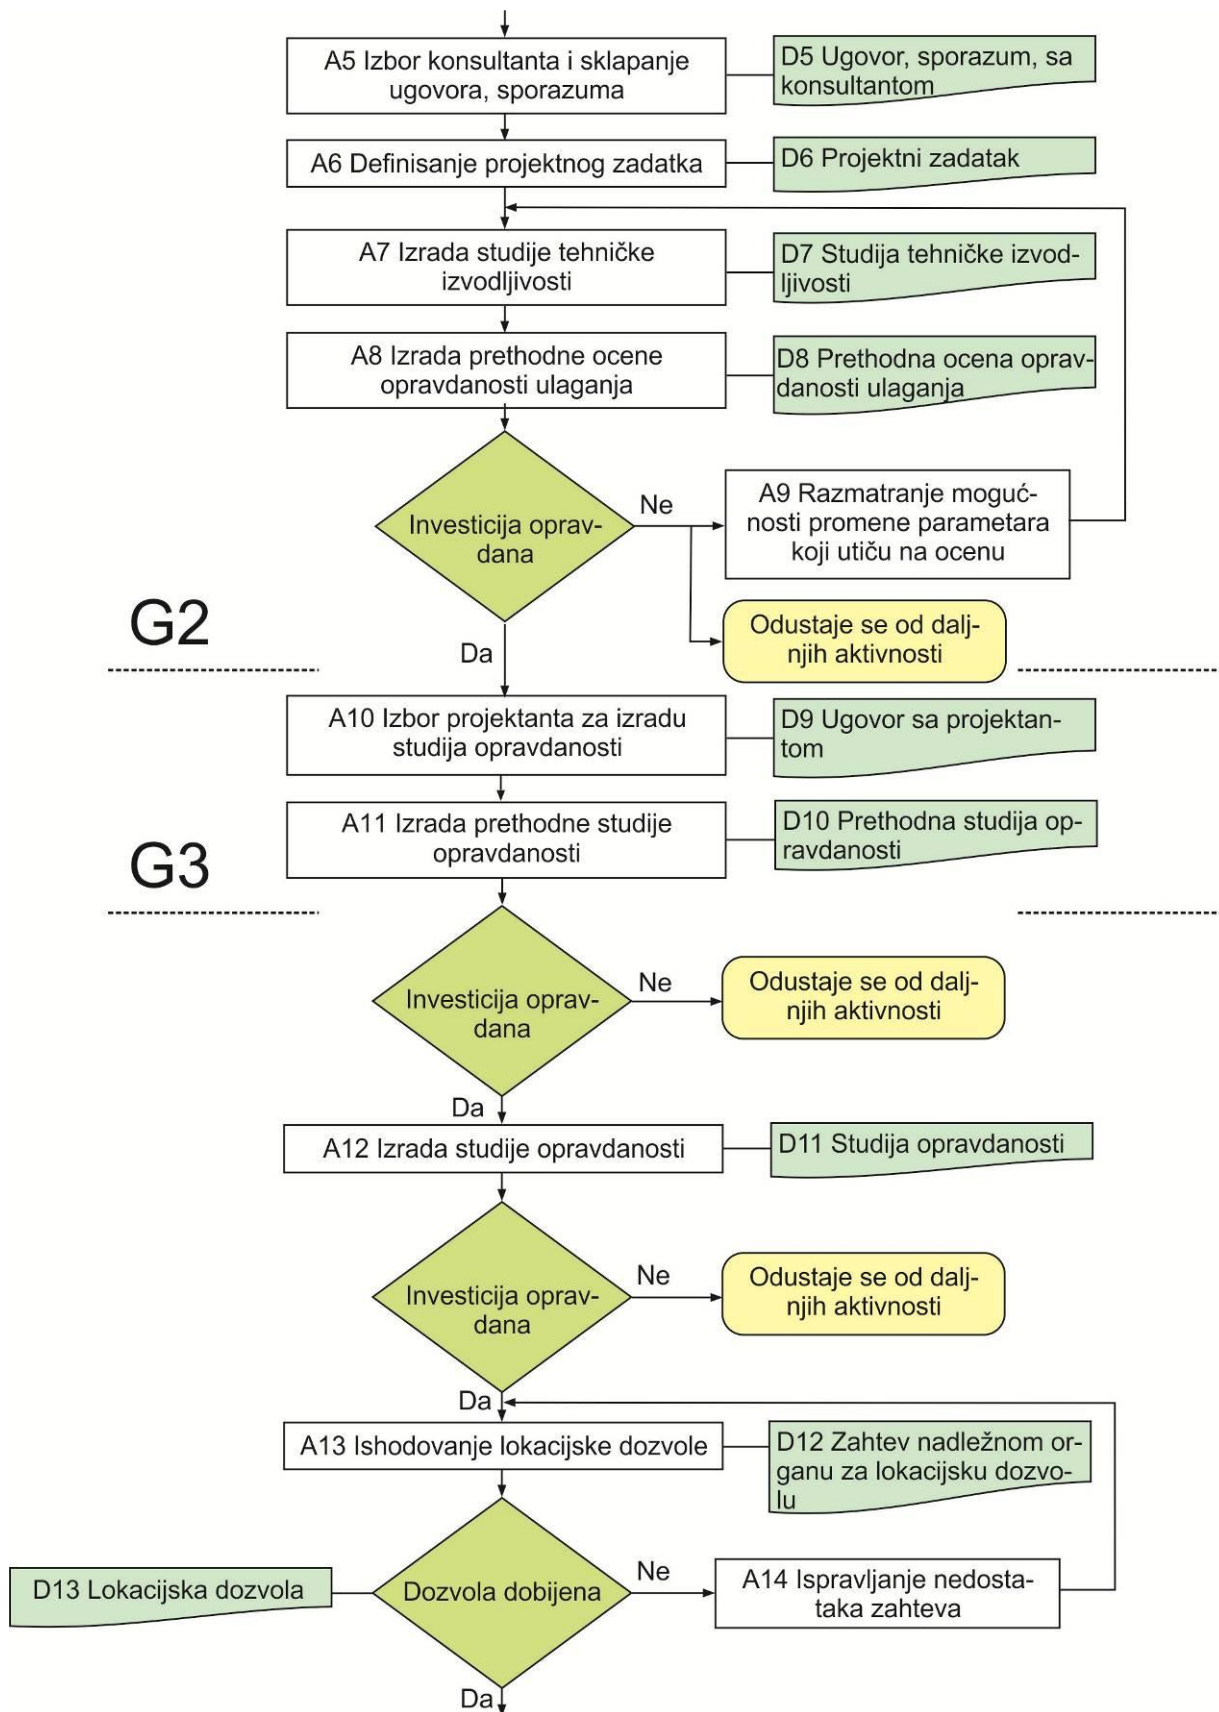 A5 Izbor konsultanta i sklapanje
ugovora, sporazuma
D5 Ugovor, sporazum, sa
konsultantom
A6 Definisanje projektnog zadatka
D6 Projektni zadatak
A7 Izrada studije tehničke
izvodljivosti
D7 Studija tehničke izvod-
ljivosti
A8 Izrada prethodne ocene
opravdanosti ulaganja
D8 Prethodna ocena oprav-
danosti ulaganja
Investicija oprav-
dana
Ne
A9 Razmatranje moguć-
nosti promene parametara
koji utiču na ocenu
Odustaje se od dalj-
njih aktivnosti
G2
Da
A10 Izbor projektanta za izradu
studija opravdanosti
D9 Ugovor sa projektan-
tom
A11 Izrada prethodne studije
opravdanosti
D10 Prethodna studija op-
ravdanosti
G3
Investicija oprav-
dana
Ne
Odustaje se od dalj-
njih aktivnosti
Da
A12 Izrada studije opravdanosti
D11 Studija opravdanosti
Investicija oprav-
dana
Ne
Odustaje se od dalj-
njih aktivnosti
Da
A13 Ishodovanje lokacijske dozvole
D12 Zahtev nadležnom or-
ganu za lokacijsku dozvo-
lu
D13 Lokacijska dozvola
Dozvola dobijena
Ne
A14 Ispravljanje nedosta-
taka zahteva
Da